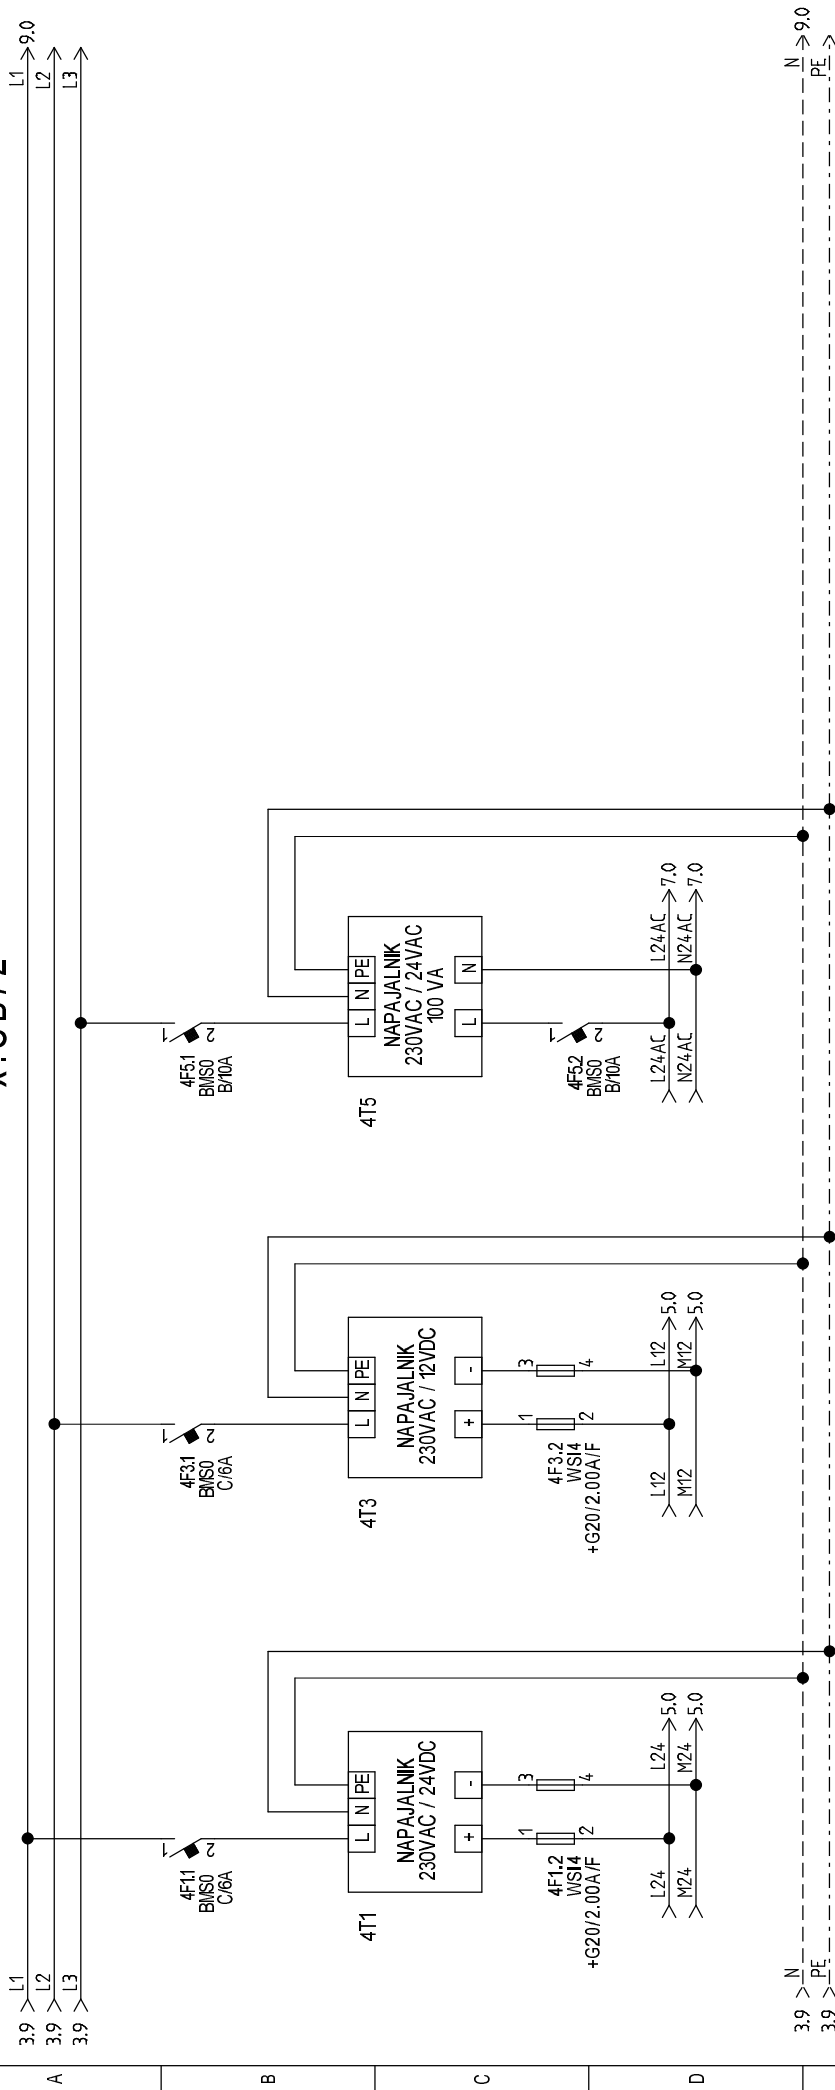 L1
9.0
L2
L3
3.9
L1
3.9
L2
3.9
L3
A
B
C
D
1
2
4F1.1
BMS0
C/6A
1
2
4F3.1
BMS0
C/6A
1
2
4F5.1
BMS0
B/10A
4T1
L N PE
NAPAJALNIK
230VAC / 24VDC
+ -
4T3
L N PE
NAPAJALNIK
230VAC / 12VDC
+ -
4T5
L N PE
NAPAJALNIK
230VAC / 24VAC
100 VA
L N
1 3
2 4
4F1.2
WSI4
+G20/2.00A/F
1 3
2 4
4F3.2
WSI4
+G20/2.00A/F
1
2
4F5.2
BMS0
B/10A
L24 L24 5.0
M24 M24 5.0
L12 L12 5.0
M12 M12 5.0
L24AC L24AC 7.0
N24AC N24AC 7.0
3.9 N N 9.0
3.9 PE PE